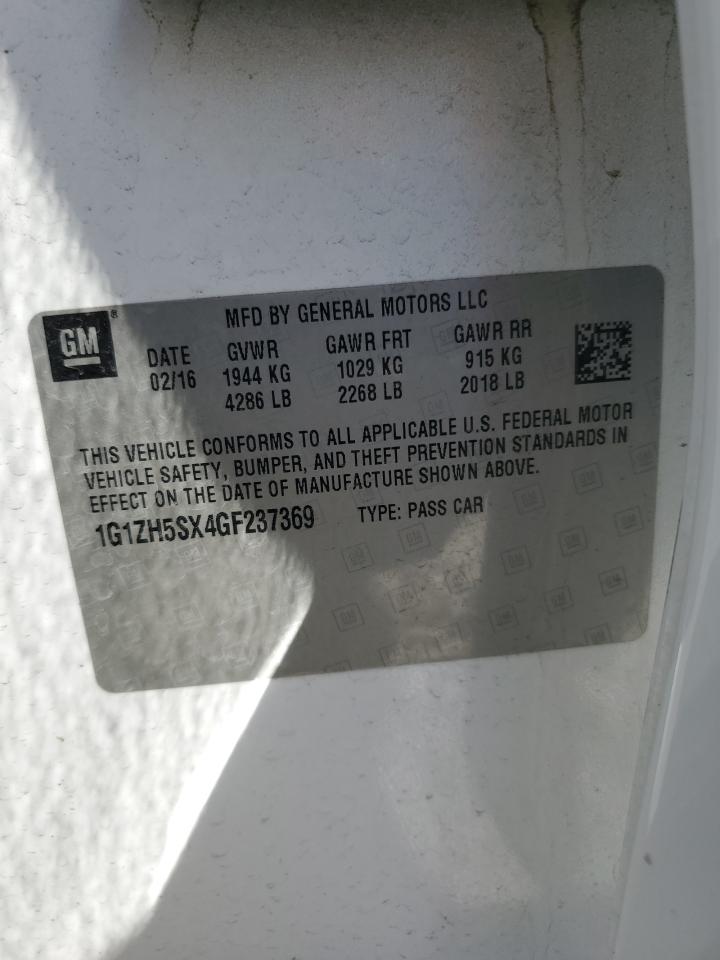 GM® MFD BY GENERAL MOTORS LLC
DATE GVWR GAWR FRT GAWR RR
02/16 1944 KG 1029 KG 915 KG
4286 LB 2268 LB 2018 LB
THIS VEHICLE CONFORMS TO ALL APPLICABLE U.S. FEDERAL MOTOR
VEHICLE SAFETY, BUMPER, AND THEFT PREVENTION STANDARDS IN
EFFECT ON THE DATE OF MANUFACTURE SHOWN ABOVE.
1G1ZH5SX4GF237369 TYPE: PASS CAR